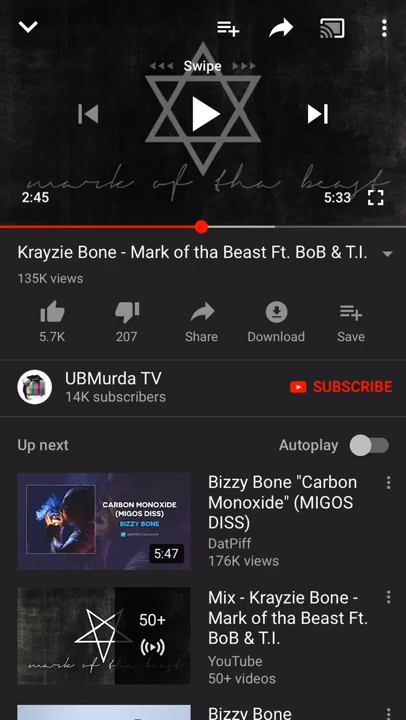 Swipe
mark of tha beast
2:45
5:33
Krayzie Bone - Mark of tha Beast Ft. BoB & T.I.
135K views
5.7K
207
Share
Download
Save
UBMurda TV
14K subscribers
SUBSCRIBE
Up next
Autoplay
CARBON MONOXIDE
(MIGOS DISS)
BIZZY BONE
5:47
Bizzy Bone "Carbon
Monoxide" (MIGOS
DISS)
DatPiff
176K views
50+
mark of tha beast
Mix - Krayzie Bone -
Mark of tha Beast Ft.
BoB & T.I.
YouTube
50+ videos
Bizzy Bone